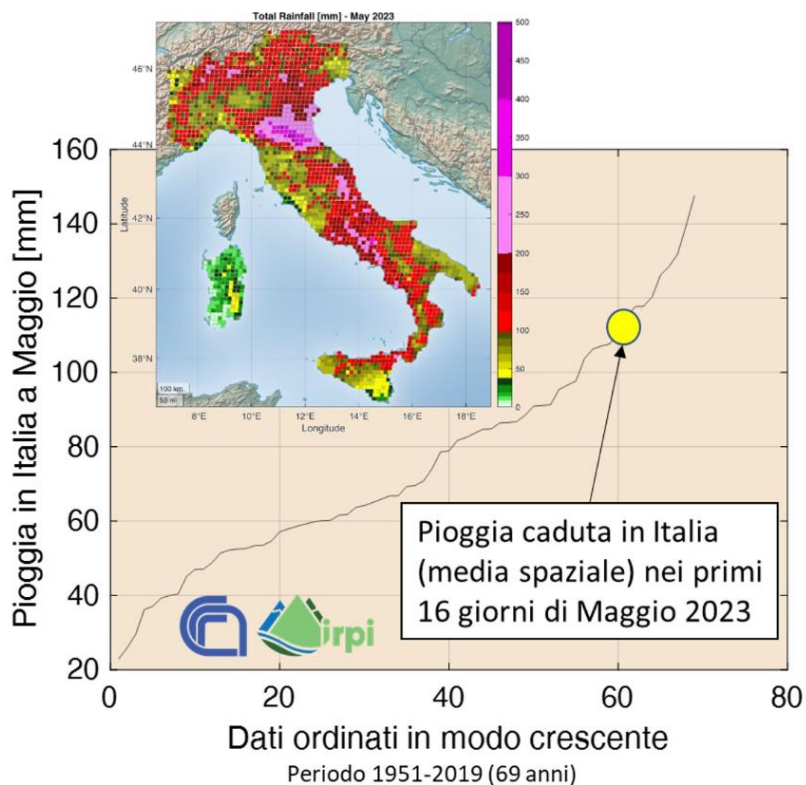 Total Rainfall [mm] - May 2023
46°N
44°N
42°N
40°N
38°N
Latitude
8°E
10°E
12°E
14°E
16°E
18°E
Longitude
100 km
50 mi
500
450
400
350
300
250
200
150
100
50
0
160
140
120
100
80
60
40
20
Pioggia in Italia a Maggio [mm]
Pioggia caduta in Italia
(media spaziale) nei primi
16 giorni di Maggio 2023
irpi
0
20
40
60
80
Dati ordinati in modo crescente
Periodo 1951-2019 (69 anni)